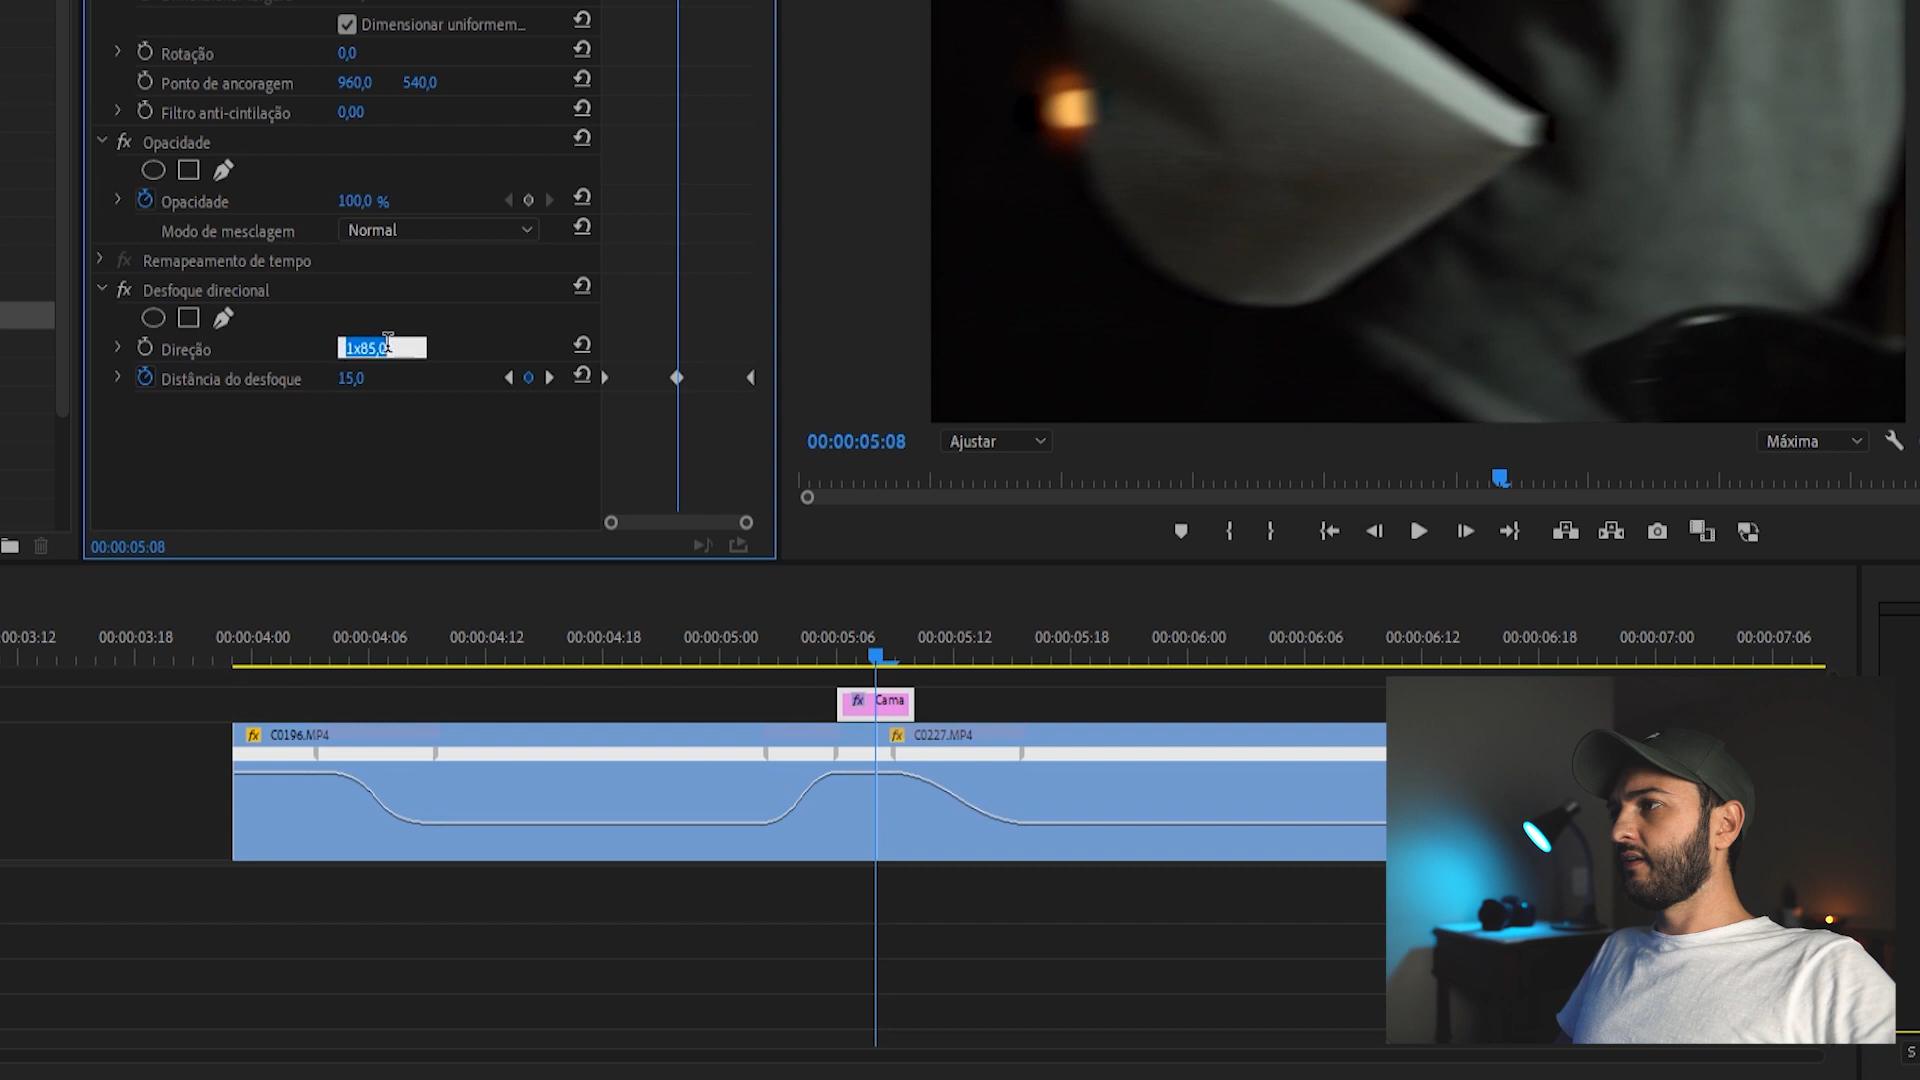 Dimensionar uniformem...
Rotação 0,0
Ponto de ancoragem 960,0 540,0
Filtro anti-cintilação 0,00
fx Opacidade
Opacidade 100,0 %
Modo de mesclagem Normal
fx Remapeamento de tempo
fx Desfoque direcional
Direção 1x85,0
Distância do desfoque 15,0
00:00:05:08
00:00:05:08 Ajustar Máxima
00:03:12 00:00:03:18 00:00:04:00 00:00:04:06 00:00:04:12 00:00:04:18 00:00:05:00 00:00:05:06 00:00:05:12 00:00:05:18 00:00:06:00 00:00:06:06 00:00:06:12 00:00:06:18 00:00:07:00 00:00:07:06
fx Cama
fx C0196.MP4 fx C0227.MP4
S